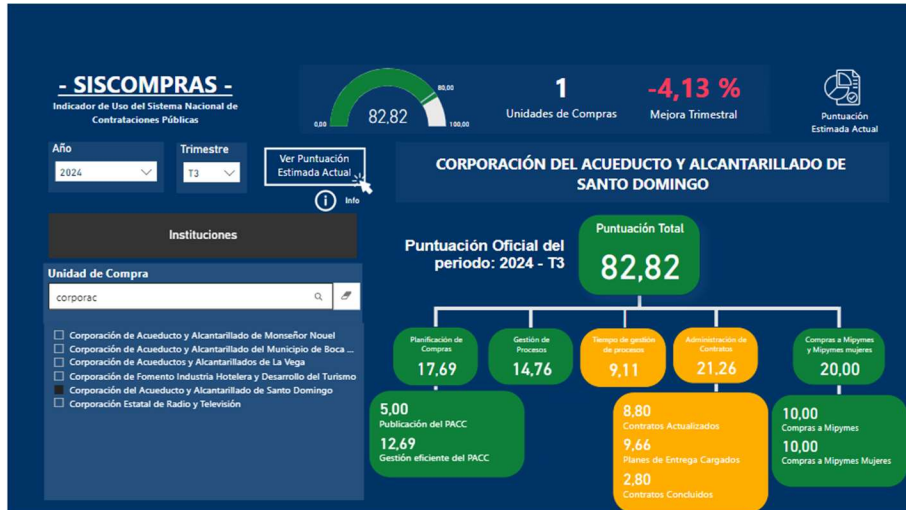 - SISCOMPRAS -
Indicador de Uso del Sistema Nacional de
Contrataciones Públicas
0,00
82,82
80,00
100,00
1
Unidades de Compras
-4,13 %
Mejora Trimestral
Puntuación
Estimada Actual
Año
2024
Trimestre
T3
Ver Puntuación
Estimada Actual
Info
CORPORACIÓN DEL ACUEDUCTO Y ALCANTARILLADO DE
SANTO DOMINGO
Instituciones
Unidad de Compra
corporac
Corporación de Acueducto y Alcantarillado de Monseñor Nouel
Corporación de Acueducto y Alcantarillado del Municipio de Boca ...
Corporación de Acueductos y Alcantarillados de La Vega
Corporación de Fomento Industria Hotelera y Desarrollo del Turismo
Corporación del Acueducto y Alcantarillado de Santo Domingo
Corporación Estatal de Radio y Televisión
Puntuación Oficial del
periodo: 2024 - T3
Puntuación Total
82,82
Planificación de
Compras
17,69
Gestión de
Procesos
14,76
Tiempo de gestión
de procesos
9,11
Administración de
Contratos
21,26
Compras a Mipymes
y Mipymes mujeres
20,00
5,00
Publicación del PACC
12,69
Gestión eficiente del PACC
8,80
Contratos Actualizados
9,66
Planes de Entrega Cargados
2,80
Contratos Concluidos
10,00
Compras a Mipymes
10,00
Compras a Mipymes Mujeres